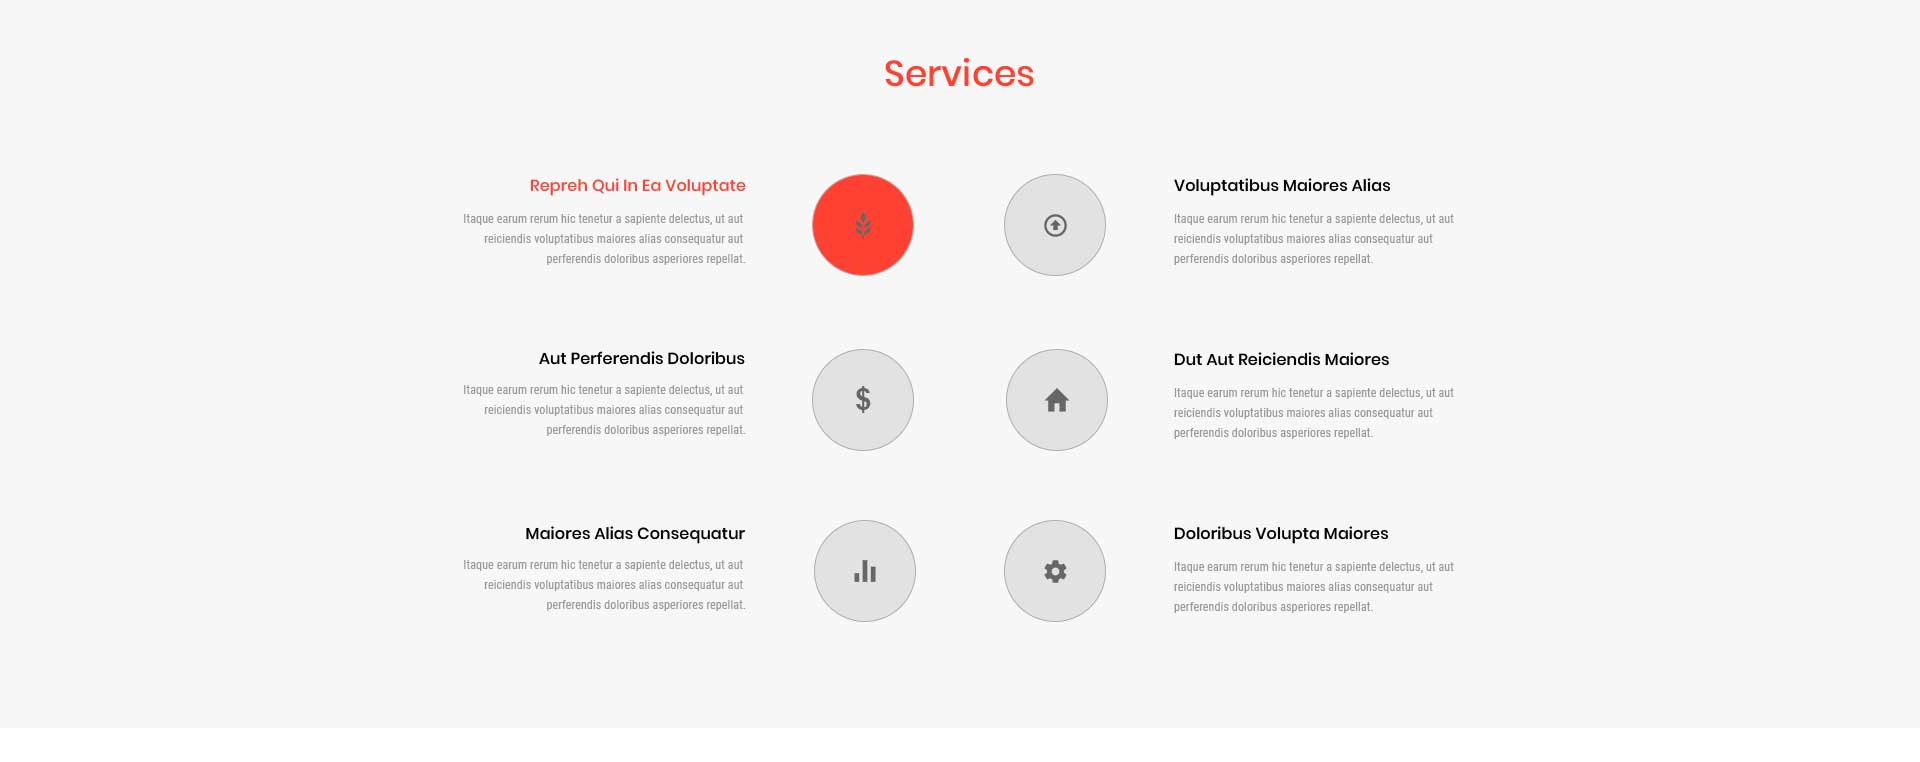 Services
Repreh Qui In Ea Voluptate
Itaque earum rerum hic tenetur a sapiente delectus, ut aut
reiciendis voluptatibus maiores alias consequatur aut
perferendis doloribus asperiores repellat.
Voluptatibus Maiores Alias
Itaque earum rerum hic tenetur a sapiente delectus, ut aut
reiciendis voluptatibus maiores alias consequatur aut
perferendis doloribus asperiores repellat.
Aut Perferendis Doloribus
Itaque earum rerum hic tenetur a sapiente delectus, ut aut
reiciendis voluptatibus maiores alias consequatur aut
perferendis doloribus asperiores repellat.
$
Dut Aut Reiciendis Maiores
Itaque earum rerum hic tenetur a sapiente delectus, ut aut
reiciendis voluptatibus maiores alias consequatur aut
perferendis doloribus asperiores repellat.
Maiores Alias Consequatur
Itaque earum rerum hic tenetur a sapiente delectus, ut aut
reiciendis voluptatibus maiores alias consequatur aut
perferendis doloribus asperiores repellat.
Doloribus Volupta Maiores
Itaque earum rerum hic tenetur a sapiente delectus, ut aut
reiciendis voluptatibus maiores alias consequatur aut
perferendis doloribus asperiores repellat.